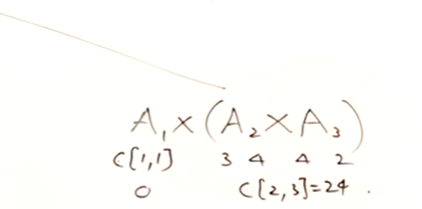 A₁×(A₂×A₃)
C[1,1] 3 4 4 2
0 C[2,3]=24.